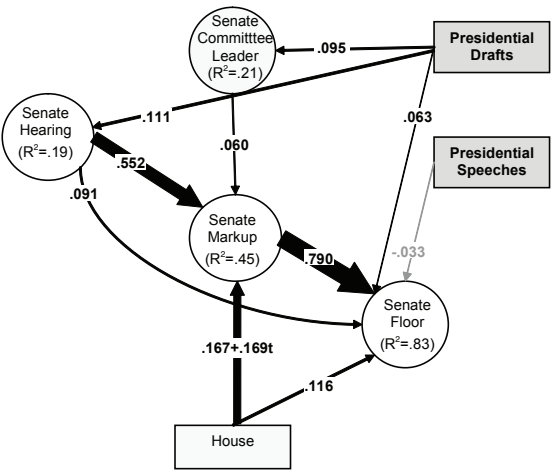 Senate
Committtee
Leader
(R²=.21)
.095
Presidential
Drafts
Senate
Hearing
(R²=.19)
.111
.063
.060
.552
Presidential
Speeches
.091
Senate
Markup
(R²=.45)
.790
-.033
Senate
Floor
(R²=.83)
.167+.169t
.116
House